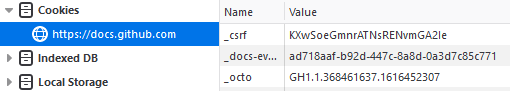 Cookies
https://docs.github.com
Indexed DB
Local Storage
Name Value
_csrf KXwSoeGmnrATNsRENvmGA2Ie
_docs-ev... ad718aaf-b92d-447c-8a8d-0a3d7c85c771
_octo GH1.1.368461637.1616452307